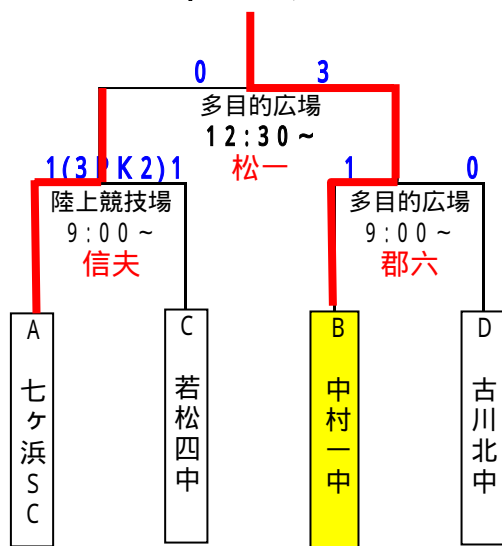 0 3
多目的広場
12:30~
松一
1(3PK2)1
1 0
陸上競技場
9:00~
信夫
多目的広場
9:00~
郡六
A
七ヶ浜SC
C
若松四中
B
中村一中
D
古川北中